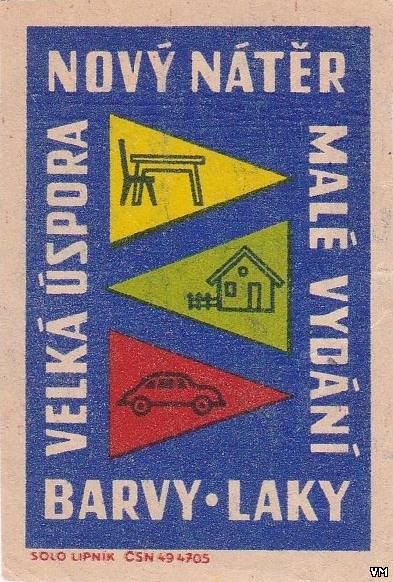 NOVÝ NÁTĚR
VELKÁ ÚSPORA
MALÉ VYDÁNÍ
BARVY•LAKY
SOLO LIPNÍK ČSN 49 4705
VM